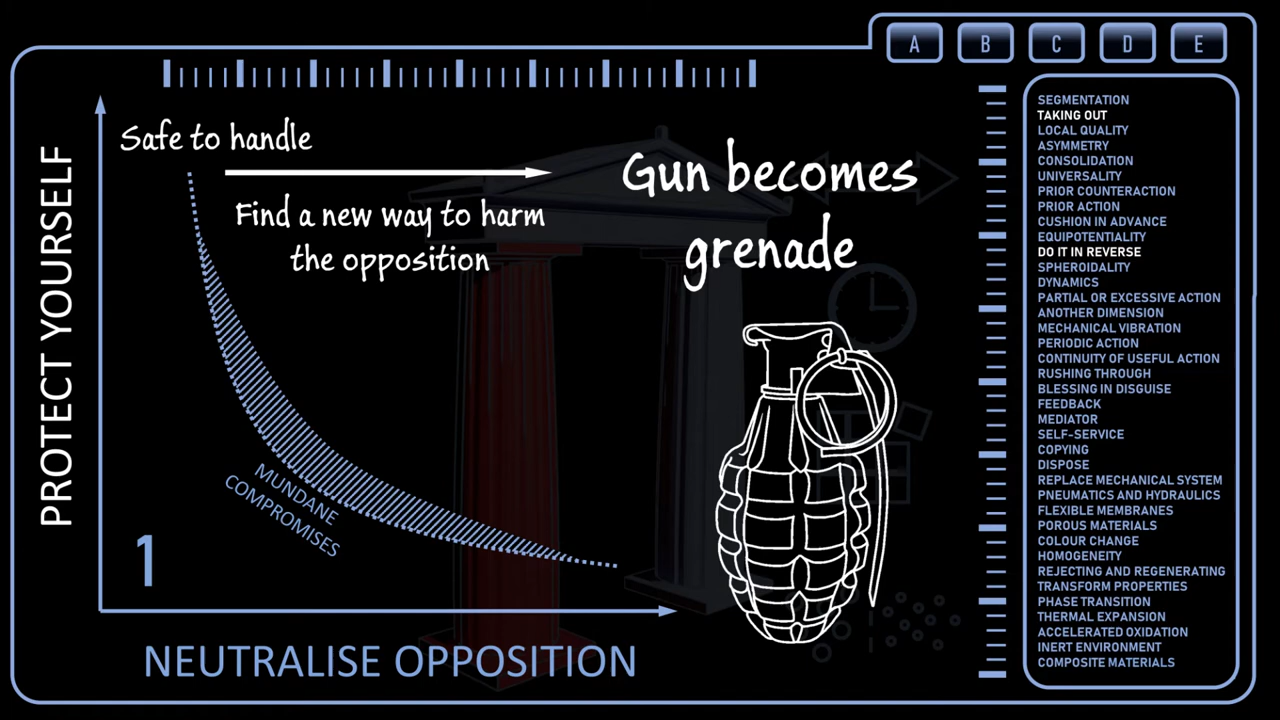 A B C D E
PROTECT YOURSELF
Safe to handle
Find a new way to harm
the opposition
Gun becomes
grenade
MUNDANE
COMPROMISES
1
NEUTRALISE OPPOSITION
SEGMENTATION
TAKING OUT
LOCAL QUALITY
ASYMMETRY
CONSOLIDATION
UNIVERSALITY
PRIOR COUNTERACTION
PRIOR ACTION
CUSHION IN ADVANCE
EQUIPOTENTIALITY
DO IT IN REVERSE
SPHEROIDALITY
DYNAMICS
PARTIAL OR EXCESSIVE ACTION
ANOTHER DIMENSION
MECHANICAL VIBRATION
PERIODIC ACTION
CONTINUITY OF USEFUL ACTION
RUSHING THROUGH
BLESSING IN DISGUISE
FEEDBACK
MEDIATOR
SELF-SERVICE
COPYING
DISPOSE
REPLACE MECHANICAL SYSTEM
PNEUMATICS AND HYDRAULICS
FLEXIBLE MEMBRANES
POROUS MATERIALS
COLOUR CHANGE
HOMOGENEITY
REJECTING AND REGENERATING
TRANSFORM PROPERTIES
PHASE TRANSITION
THERMAL EXPANSION
ACCELERATED OXIDATION
INERT ENVIRONMENT
COMPOSITE MATERIALS